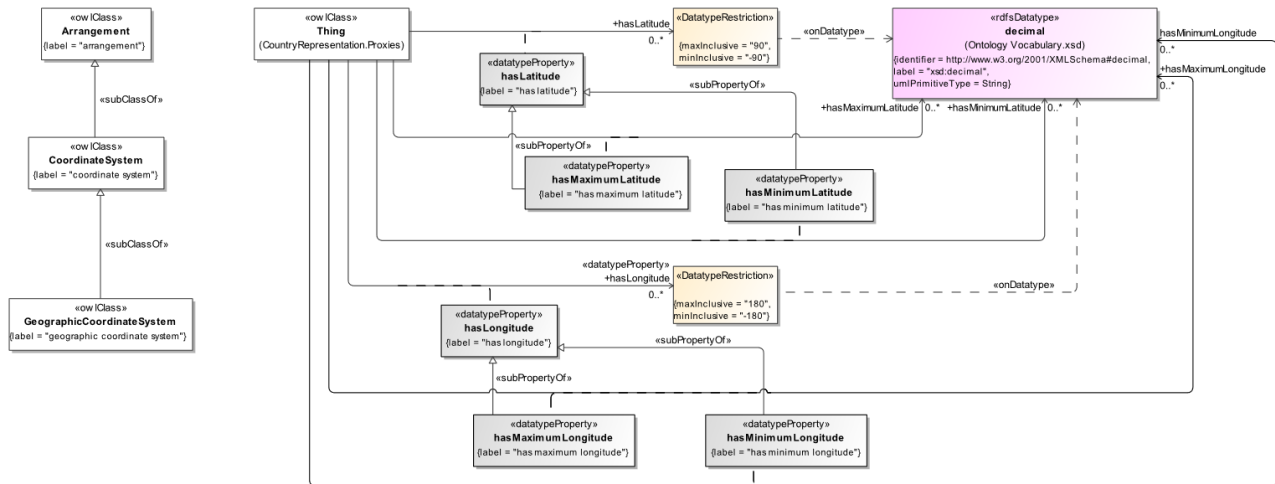 «owlClass»
Arrangement
{label = "arrangement"}
«subClassOf»
«owlClass»
CoordinateSystem
{label = "coordinate system"}
«subClassOf»
«owlClass»
GeographicCoordinateSystem
{label = "geographic coordinate system"}
«owlClass»
Thing
(CountryRepresentation.Proxies)
+hasLatitude
0..*
«DatatypeRestriction»
{maxInclusive = "90",
minInclusive = "-90"}
«onDatatype»
«rdfsDatatype»
decimal
(Ontology Vocabulary.xsd)
{identifier = http://www.w3.org/2001/XMLSchema#decimal,
label = "xsd:decimal",
umlPrimitiveType = String}
hasMinimumLongitude
0..*
+hasMaximumLongitude
0..*
«datatypeProperty»
hasLatitude
{label = "has latitude"}
«subPropertyOf»
+hasMaximumLatitude
0..*
+hasMinimumLatitude
0..*
«subPropertyOf»
«datatypeProperty»
hasMaximumLatitude
{label = "has maximum latitude"}
«datatypeProperty»
hasMinimumLatitude
{label = "has minimum latitude"}
«datatypeProperty»
+hasLongitude
0..*
«DatatypeRestriction»
{maxInclusive = "180",
minInclusive = "-180"}
«onDatatype»
«datatypeProperty»
hasLongitude
{label = "has longitude"}
«subPropertyOf»
«subPropertyOf»
«datatypeProperty»
hasMaximumLongitude
{label = "has maximum longitude"}
«datatypeProperty»
hasMinimumLongitude
{label = "has minimum longitude"}